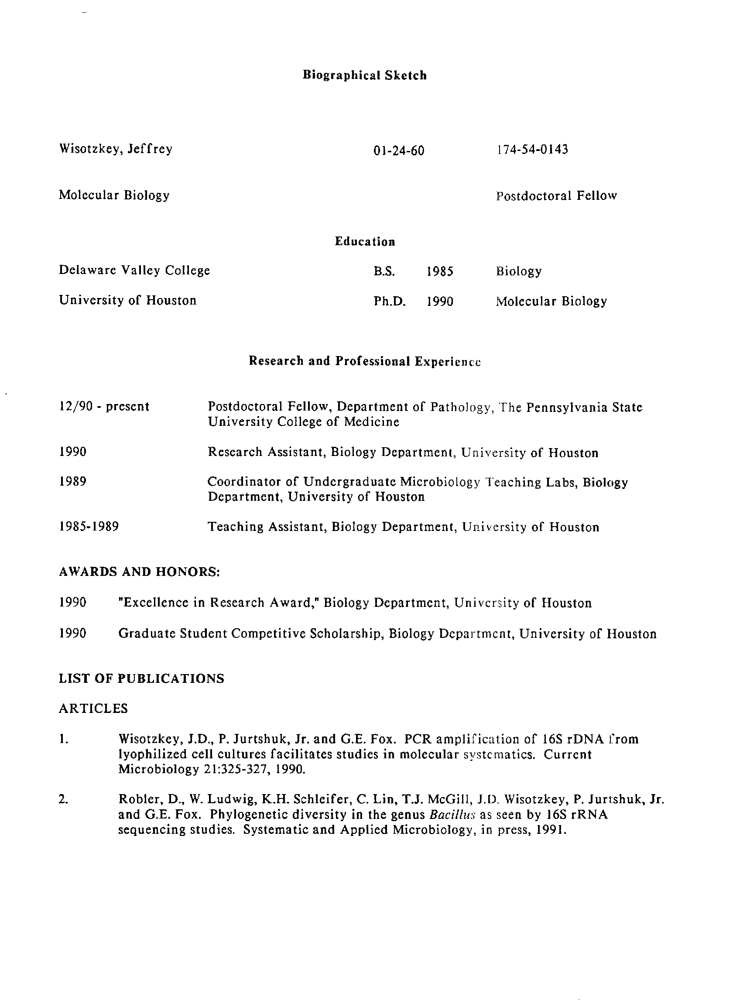 Biographical Sketch
Wisotzkey, Jeffrey 01-24-60 174-54-0143
Molecular Biology Postdoctoral Fellow
Education
Delaware Valley College B.S. 1985 Biology
University of Houston Ph.D. 1990 Molecular Biology
Research and Professional Experience
12/90 - present Postdoctoral Fellow, Department of Pathology, The Pennsylvania State
University College of Medicine
1990 Research Assistant, Biology Department, University of Houston
1989 Coordinator of Undergraduate Microbiology Teaching Labs, Biology
Department, University of Houston
1985-1989 Teaching Assistant, Biology Department, University of Houston
AWARDS AND HONORS:
1990 "Excellence in Research Award," Biology Department, University of Houston
1990 Graduate Student Competitive Scholarship, Biology Department, University of Houston
LIST OF PUBLICATIONS
ARTICLES
1. Wisotzkey, J.D., P. Jurtshuk, Jr. and G.E. Fox. PCR amplification of 16S rDNA from
lyophilized cell cultures facilitates studies in molecular systematics. Current
Microbiology 21:325-327, 1990.
2. Robler, D., W. Ludwig, K.H. Schleifer, C. Lin, T.J. McGill, J.D. Wisotzkey, P. Jurtshuk, Jr.
and G.E. Fox. Phylogenetic diversity in the genus Bacillus as seen by 16S rRNA
sequencing studies. Systematic and Applied Microbiology, in press, 1991.